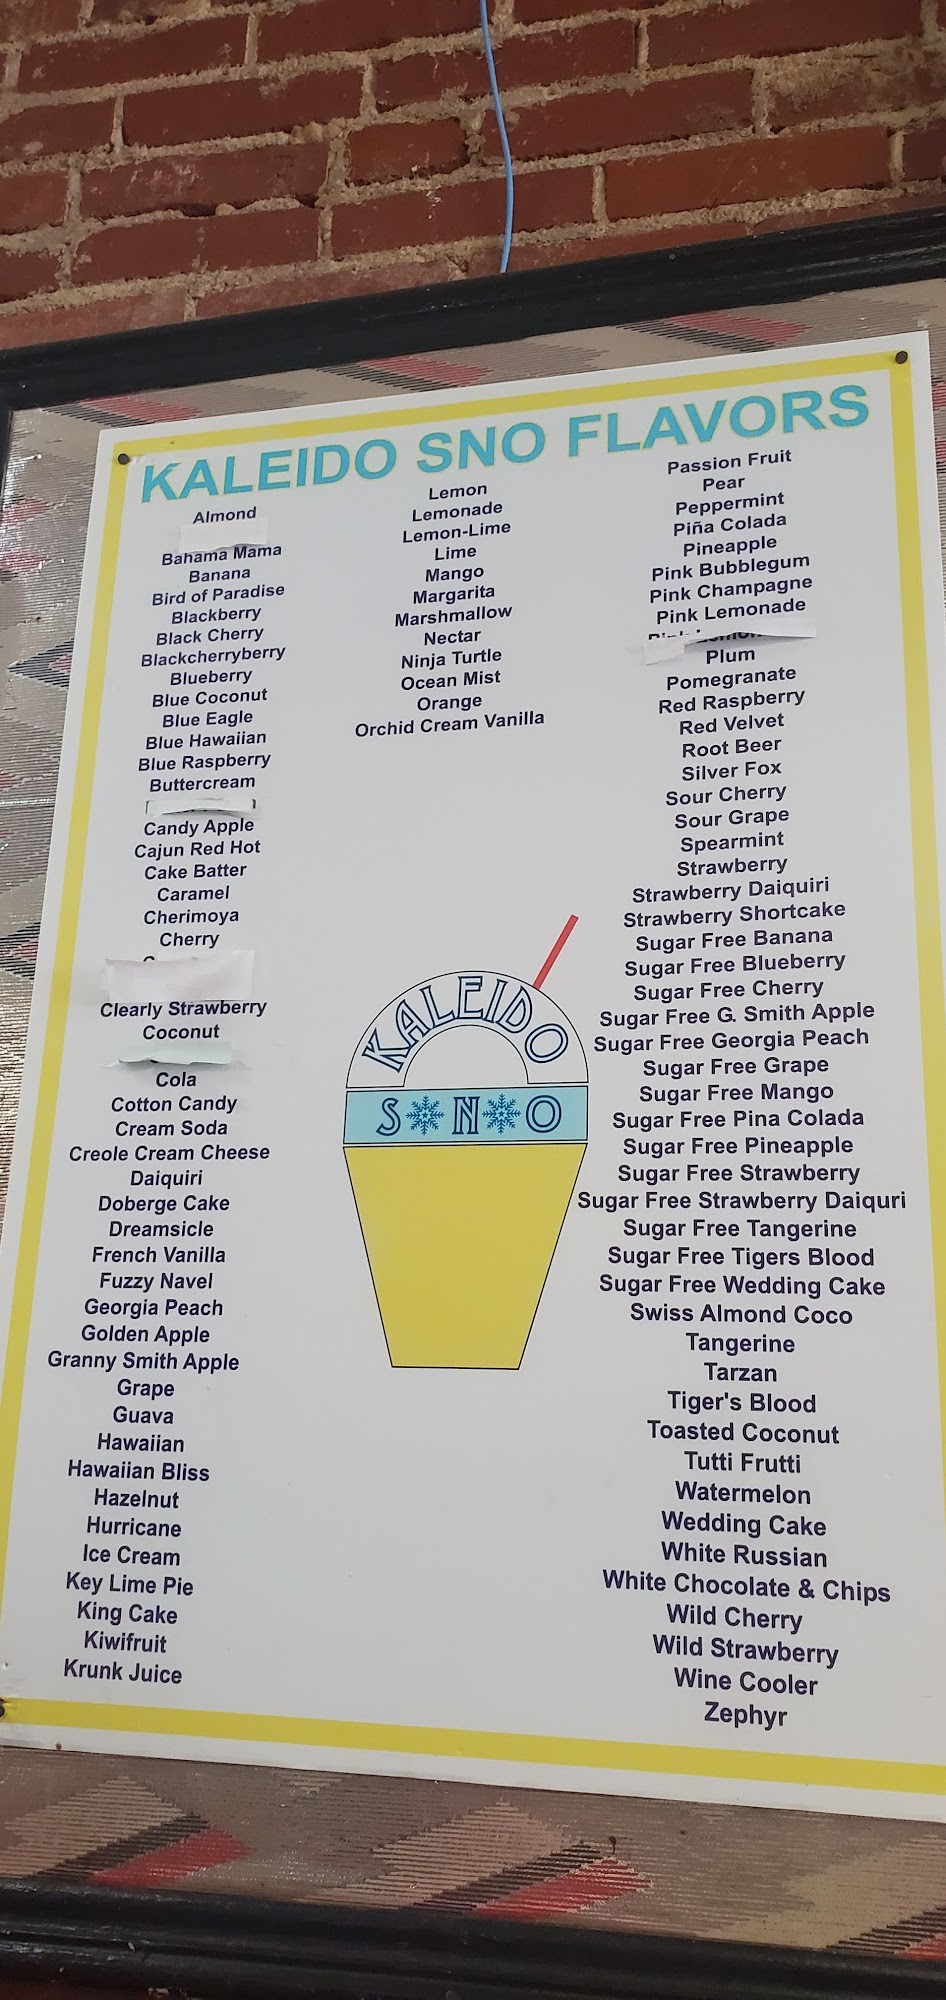 KALEIDO SNO FLAVORS
Almond
Bahama Mama
Banana
Bird of Paradise
Blackberry
Black Cherry
Blackcherryberry
Blueberry
Blue Coconut
Blue Eagle
Blue Hawaiian
Blue Raspberry
Buttercream
Candy Apple
Cajun Red Hot
Cake Batter
Caramel
Cherimoya
Cherry
Clearly Strawberry
Coconut
Cola
Cotton Candy
Cream Soda
Creole Cream Cheese
Daiquiri
Doberge Cake
Dreamsicle
French Vanilla
Fuzzy Navel
Georgia Peach
Golden Apple
Granny Smith Apple
Grape
Guava
Hawaiian
Hawaiian Bliss
Hazelnut
Hurricane
Ice Cream
Key Lime Pie
King Cake
Kiwifruit
Krunk Juice
Lemon
Lemonade
Lemon-Lime
Lime
Mango
Margarita
Marshmallow
Nectar
Ninja Turtle
Ocean Mist
Orange
Orchid Cream Vanilla
KALEIDO
SNO
Passion Fruit
Pear
Peppermint
Piña Colada
Pineapple
Pink Bubblegum
Pink Champagne
Pink Lemonade
Plum
Pomegranate
Red Raspberry
Red Velvet
Root Beer
Silver Fox
Sour Cherry
Sour Grape
Spearmint
Strawberry
Strawberry Daiquiri
Strawberry Shortcake
Sugar Free Banana
Sugar Free Blueberry
Sugar Free Cherry
Sugar Free G. Smith Apple
Sugar Free Georgia Peach
Sugar Free Grape
Sugar Free Mango
Sugar Free Pina Colada
Sugar Free Pineapple
Sugar Free Strawberry
Sugar Free Strawberry Daiquri
Sugar Free Tangerine
Sugar Free Tigers Blood
Sugar Free Wedding Cake
Swiss Almond Coco
Tangerine
Tarzan
Tiger's Blood
Toasted Coconut
Tutti Frutti
Watermelon
Wedding Cake
White Russian
White Chocolate & Chips
Wild Cherry
Wild Strawberry
Wine Cooler
Zephyr